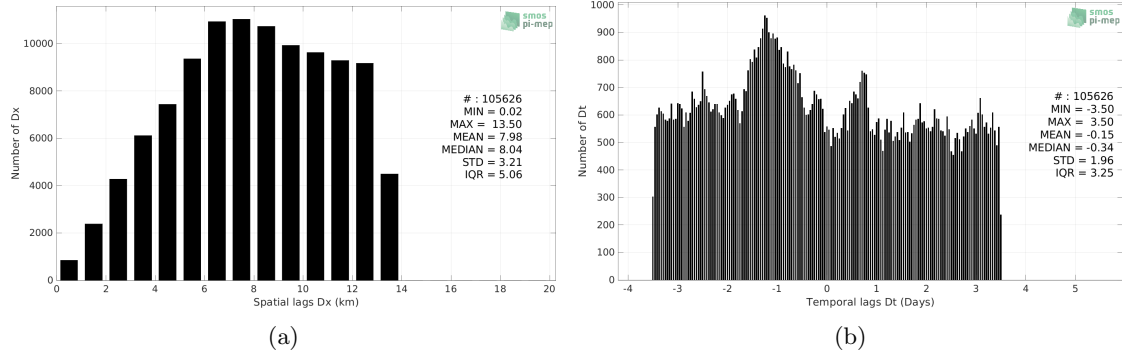 smos
pi-mep
Number of Dx
10000
8000
6000
4000
2000
0
# : 105626
MIN = 0.02
MAX = 13.50
MEAN = 7.98
MEDIAN = 8.04
STD = 3.21
IQR = 5.06
0 2 4 6 8 10 12 14 16 18 20
Spatial lags Dx (km)
(a)
smos
pi-mep
Number of Dt
1000
900
800
700
600
500
400
300
200
100
0
# : 105626
MIN = -3.50
MAX = 3.50
MEAN = -0.15
MEDIAN = -0.34
STD = 1.96
IQR = 3.25
-4 -3 -2 -1 0 1 2 3 4 5
Temporal lags Dt (Days)
(b)